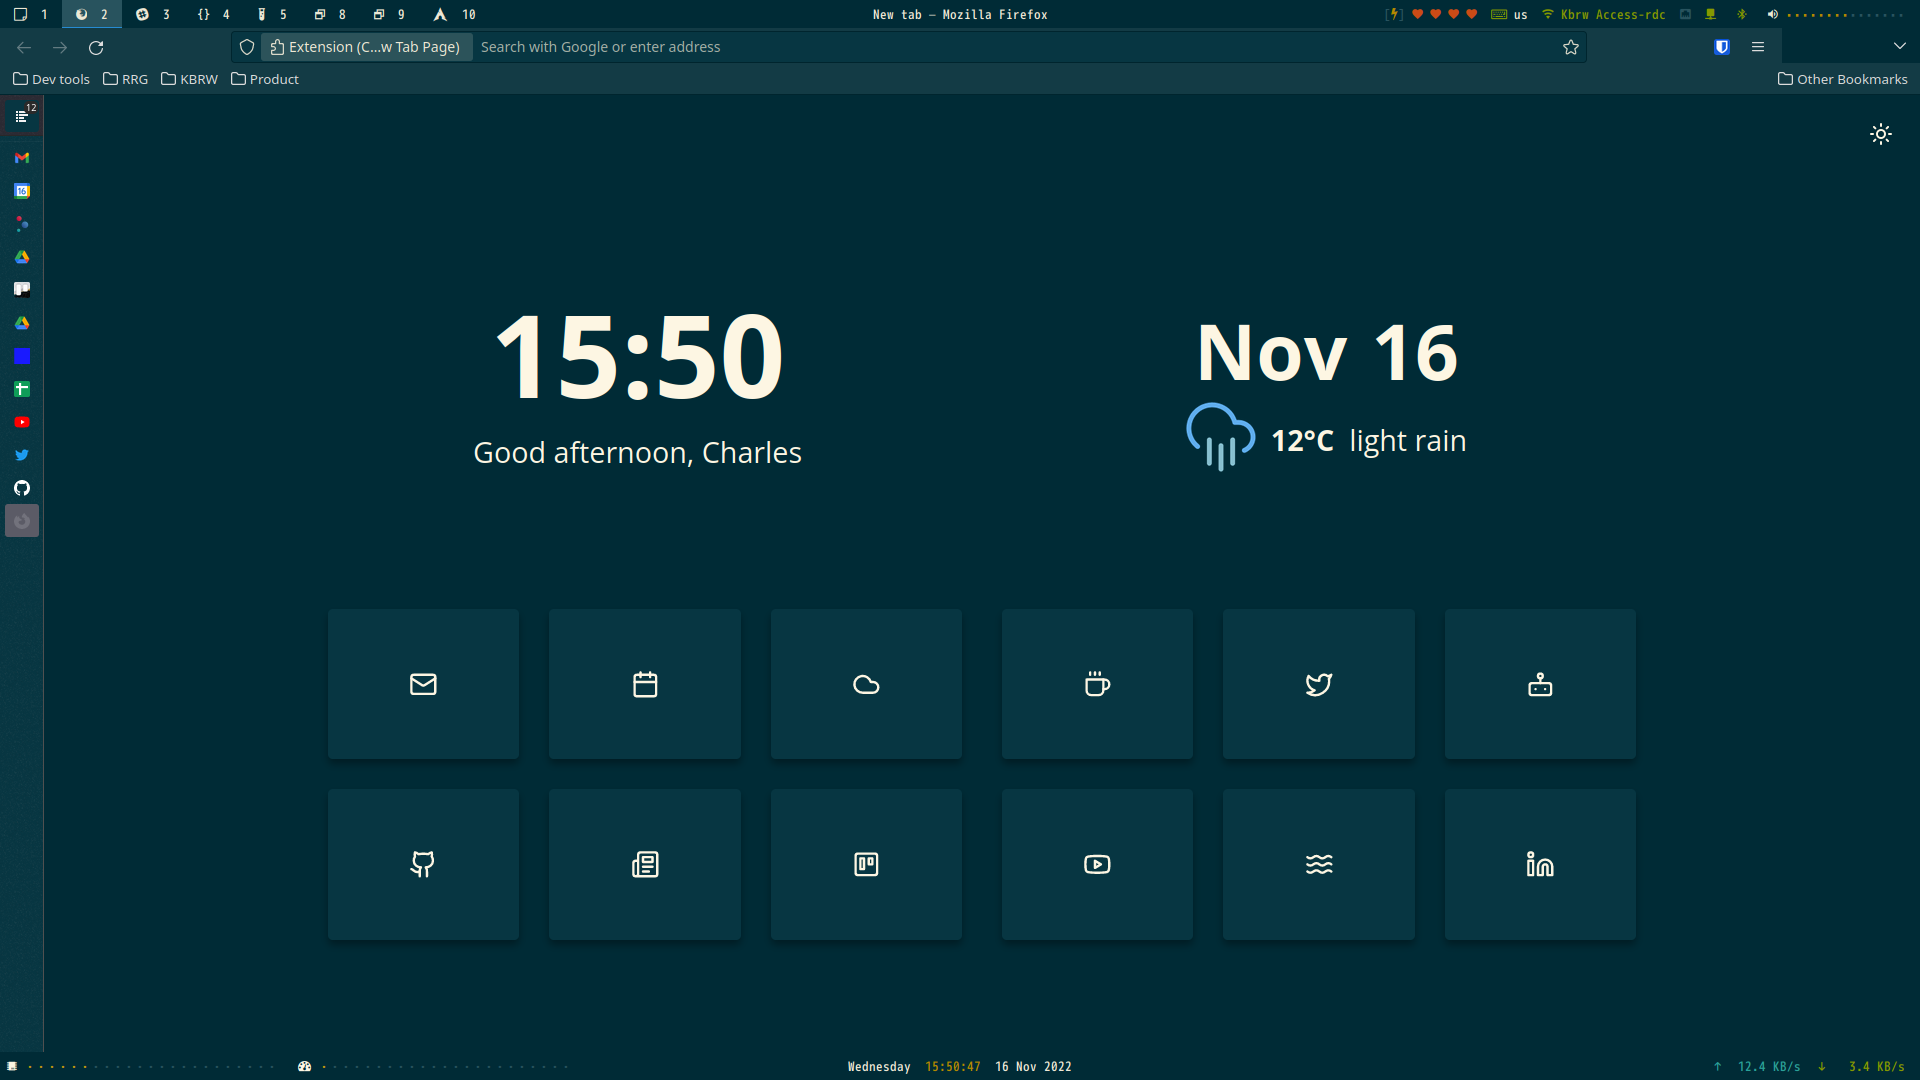 1 2 3 {} 4 5 8 9 10 New tab — Mozilla Firefox us Kbrw Access-rdc
Extension (C...w Tab Page) Search with Google or enter address
Dev tools RRG KBRW Product Other Bookmarks
12
16
15:50
Good afternoon, Charles
Nov 16
12°C light rain
Wednesday 15:50:47 16 Nov 2022 ↑ 12.4 KB/s ↓ 3.4 KB/s